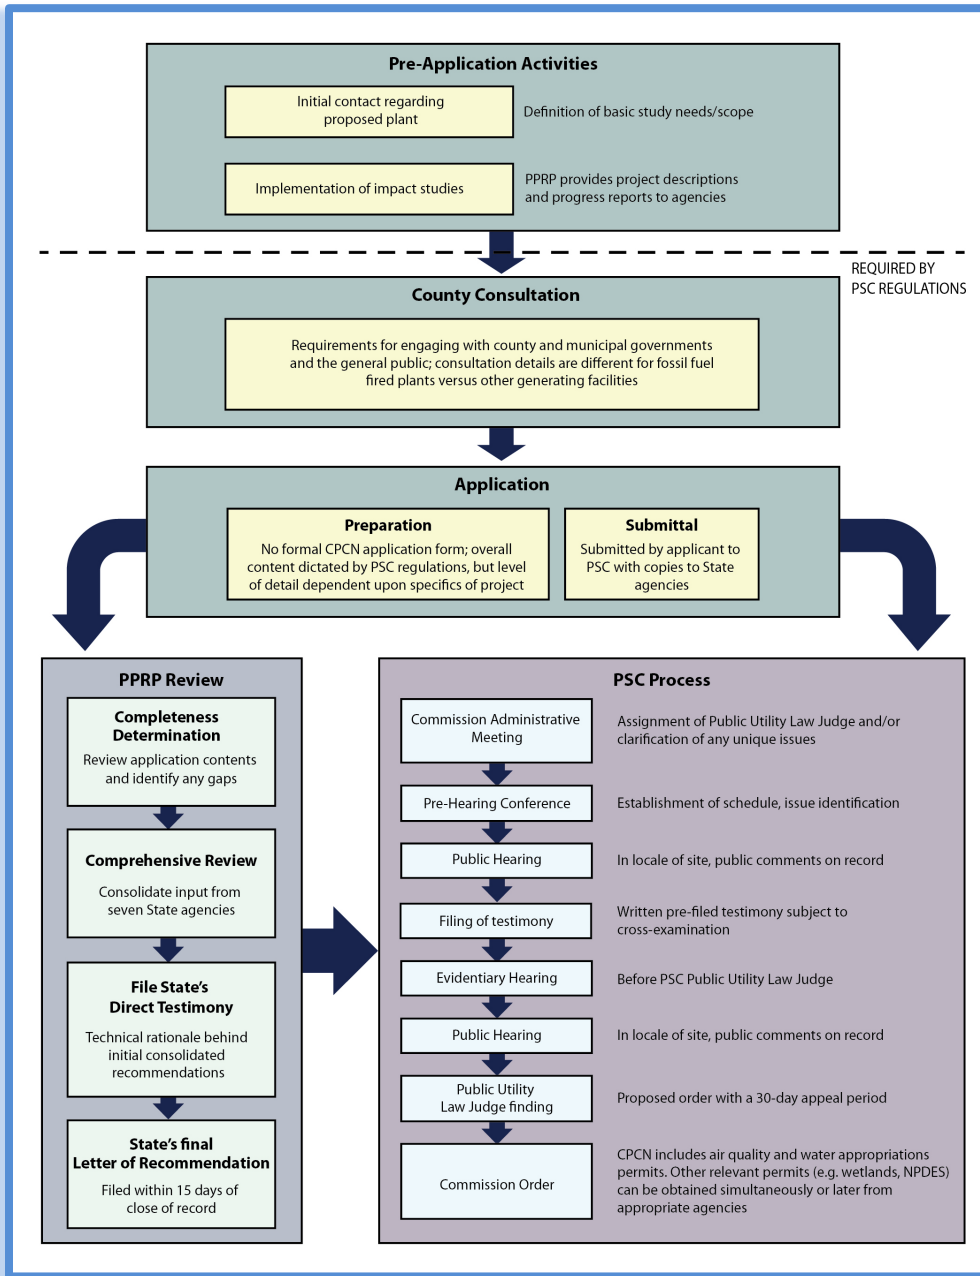 Pre-Application Activities
Initial contact regarding
proposed plant
Definition of basic study needs/scope
Implementation of impact studies
PPRP provides project descriptions
and progress reports to agencies
REQUIRED BY
PSC REGULATIONS
County Consultation
Requirements for engaging with county and municipal governments
and the general public; consultation details are different for fossil fuel
fired plants versus other generating facilities
Application
Preparation
No formal CPCN application form; overall
content dictated by PSC regulations, but level
of detail dependent upon specifics of project
Submittal
Submitted by applicant to
PSC with copies to State
agencies
PPRP Review
Completeness
Determination
Review application contents
and identify any gaps
Comprehensive Review
Consolidate input from
seven State agencies
File State's
Direct Testimony
Technical rationale behind
initial consolidated
recommendations
State's final
Letter of Recommendation
Filed within 15 days of
close of record
PSC Process
Commission Administrative
Meeting
Assignment of Public Utility Law Judge and/or
clarification of any unique issues
Pre-Hearing Conference
Establishment of schedule, issue identification
Public Hearing
In locale of site, public comments on record
Filing of testimony
Written pre-filed testimony subject to
cross-examination
Evidentiary Hearing
Before PSC Public Utility Law Judge
Public Hearing
In locale of site, public comments on record
Public Utility
Law Judge finding
Proposed order with a 30-day appeal period
Commission Order
CPCN includes air quality and water appropriations
permits. Other relevant permits (e.g. wetlands, NPDES)
can be obtained simultaneously or later from
appropriate agencies